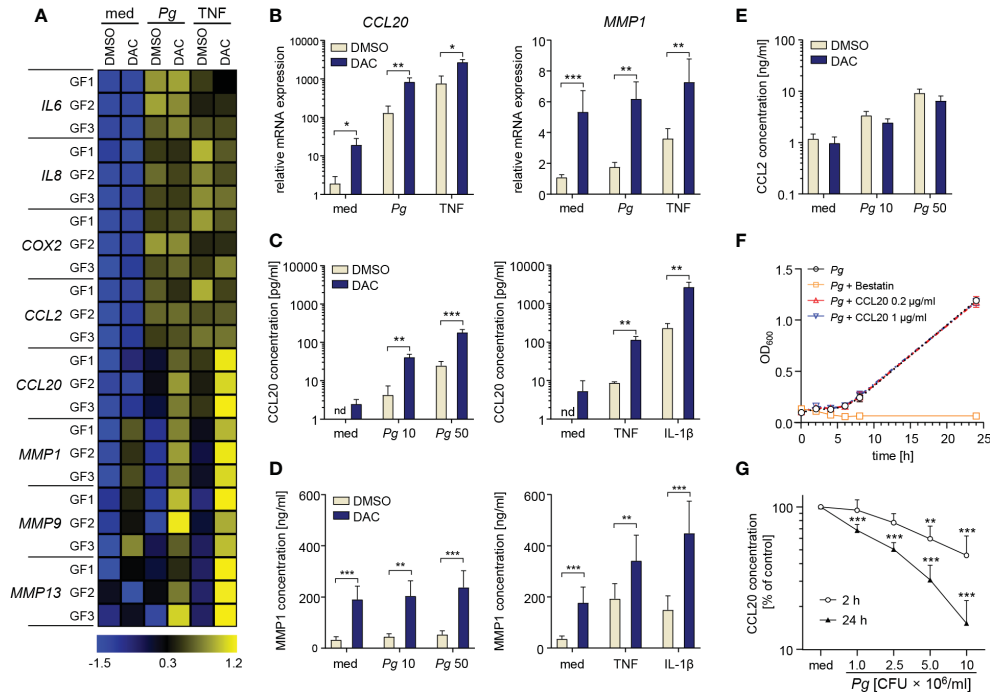 A
med Pg TNF
DMSO DAC DMSO DAC DMSO DAC
IL6 GF1 GF2 GF3
IL8 GF1 GF2 GF3
COX2 GF1 GF2 GF3
CCL2 GF1 GF2 GF3
CCL20 GF1 GF2 GF3
MMP1 GF1 GF2 GF3
MMP9 GF1 GF2 GF3
MMP13 GF1 GF2 GF3
-1.5 0.3 1.2
B
CCL20
relative mRNA expression
10000
1000
100
10
1
DMSO
DAC
* ** *
med Pg TNF
MMP1
relative mRNA expression
10
8
6
4
2
0
*** ** **
med Pg TNF
C
CCL20 concentration [pg/ml]
10000
1000
100
10
1
DMSO
DAC
nd ** ***
med Pg 10 Pg 50
CCL20 concentration [pg/ml]
10000
1000
100
10
1
nd ** **
med TNF IL-1β
D
MMP1 concentration [ng/ml]
600
400
200
0
DMSO
DAC
*** ** ***
med Pg 10 Pg 50
MMP1 concentration [ng/ml]
600
400
200
0
*** ** ***
med TNF IL-1β
E
CCL2 concentration [ng/ml]
100
10
1
0.1
DMSO
DAC
med Pg 10 Pg 50
F
Pg
Pg + Bestatin
Pg + CCL20 0.2 µg/ml
Pg + CCL20 1 µg/ml
OD600
1.5
1.0
0.5
0.0
0 5 10 15 20 25
time [h]
G
CCL20 concentration
[% of control]
100
10
*** *** ** *** *** ***
2 h
24 h
med 1.0 2.5 5.0 10
Pg [CFU × 10⁶/ml]